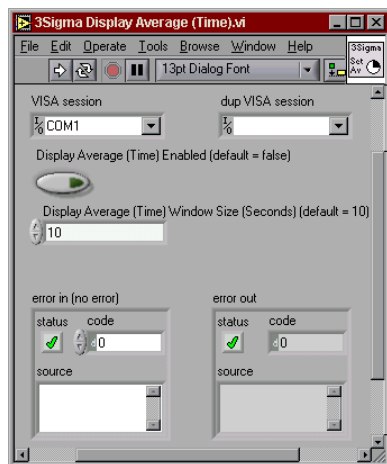 3Sigma Display Average (Time).vi
File Edit Operate Tools Browse Window Help
13pt Dialog Font
3Sigma
Set
Av
VISA session dup VISA session
I/O COM1 I/O
Display Average (Time) Enabled (default = false)
Display Average (Time) Window Size (Seconds) (default = 10)
10
error in (no error) error out
status code status code
d 0 d 0
source source